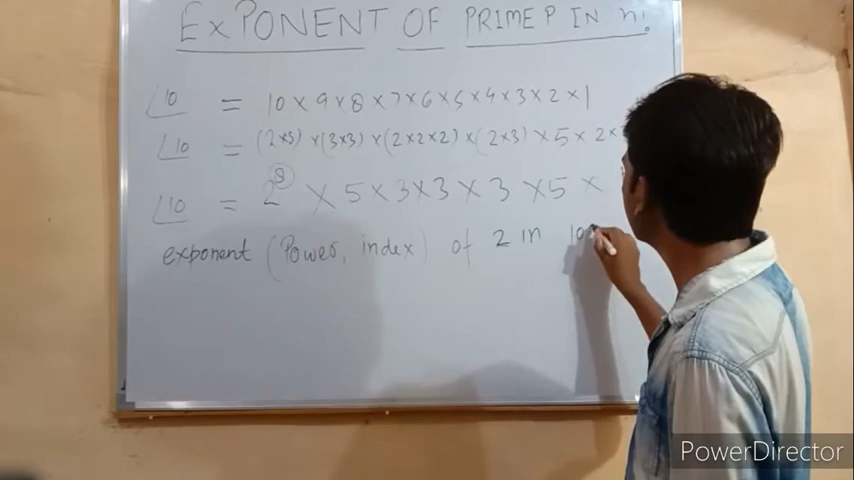 EXPONENT OF PRIME P IN n!
⌊10 = 10 × 9 × 8 × 7 × 6 × 5 × 4 × 3 × 2 × 1
⌊10 = (2×5) × (3×3) × (2×2×2) × (2×3) × 5 × 2 ×
⌊10 = 2⁸ × 5 × 3 × 3 × 3 × 5 ×
exponent (Power, index) of 2 in 10
PowerDirector